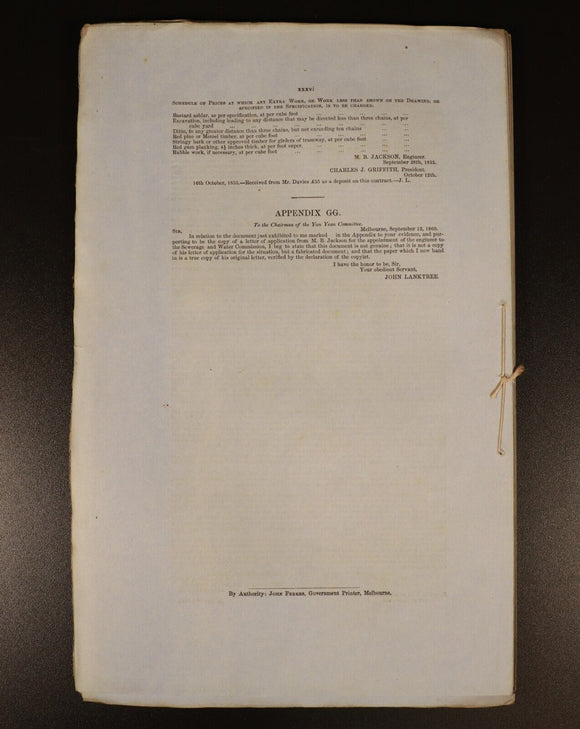 xxxvi
Schedule of Prices at which any Extra Work, or Work less than shown on the Drawing, or
specified in the Specification, is to be charged.
Bastard ashlar, as per specification, at per cube foot
Excavation, including leading to any distance that may be directed less than three chains, at per
cube yard ... ... ... ... ... ... ... ...
Ditto, to any greater distance than three chains, but not exceeding ten chains ... ... ...
Red pine or Memel timber, at per cube foot ... ... ... ... ...
Stringy bark or other approved timber for girders of tramway, at per cube foot ... ...
Red gum planking, 4½ inches thick, at per foot super. ... ... ... ...
Rubble work, if necessary, at per cube foot ... ... ... ... ...
M. B. JACKSON, Engineer.
September 28th, 1855.
CHARLES J. GRIFFITH, President.
October 12th.
16th October, 1855.—Received from Mr. Davies £55 as a deposit on this contract.—J. L.
APPENDIX GG.
To the Chairman of the Yan Yean Committee.
Melbourne, September 12, 1860.
Sir,
In relation to the document just exhibited to me marked in the Appendix to your evidence, and pur-
porting to be the copy of a letter of application from M. B. Jackson for the appointment of the engineer to
the Sewerage and Water Commission, I beg to state that this document is not genuine; that it is not a copy
of his letter of application for the situation, but a fabricated document; and that the paper which I now hand
in is a true copy of his original letter, verified by the declaration of the copyist.
I have the honor to be, Sir,
Your obedient Servant,
JOHN LANKTREE
By Authority: John Ferres, Government Printer, Melbourne.